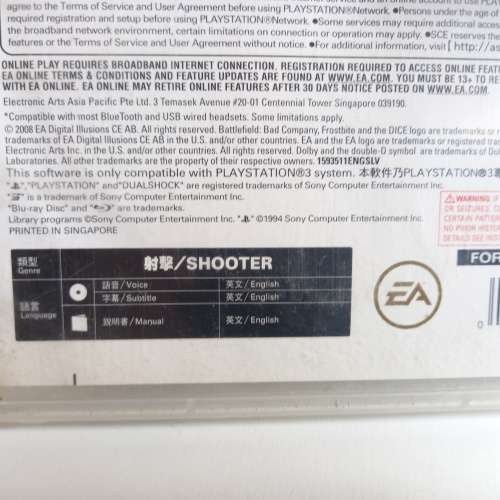 agree to the Terms of Service and User Agreement before using PLAYSTATION®Network.
required registration and setup before using PLAYSTATION®Network. ●Some services may require additional access
the broadband network environment, certain limitations on connection or operation may apply. ●SCE reserves the
features or the Terms of Service and User Agreement without notice. ●For additional information, visit [ http://
ONLINE PLAY REQUIRES BROADBAND INTERNET CONNECTION. REGISTRATION REQUIRED TO ACCESS ONLINE
EA ONLINE TERMS & CONDITIONS AND FEATURE UPDATES ARE FOUND AT WWW.EA.COM. YOU MUST BE 13+ TO
WITH EA ONLINE. EA ONLINE MAY RETIRE ONLINE FEATURES AFTER 30 DAYS NOTICE POSTED ON WWW.EA.COM.
Electronic Arts Asia Pacific Pte Ltd. 3 Temasek Avenue #20-01 Centennial Tower Singapore 039190.
*Compatible with most BlueTooth and USB wired headsets. Some limitations apply.
© 2008 EA Digital Illusions CE AB. All rights reserved. Battlefield: Bad Company, Frostbite and the DICE logo are trademarks or
trademarks of EA Digital Illusions CE AB in the U.S. and/or other countries. EA and the EA logo are trademarks or registered
Electronic Arts Inc. in the U.S. and/or other countries. All rights reserved. Dolby and the double-D symbol are trademarks of
Laboratories. All other trademarks are the property of their respective owners. 1593511ENGSLV
This software is only compatible with PLAYSTATION®3 system. 本軟件乃PLAYSTATION®3
"PLAYSTATION" and "DUALSHOCK" are registered trademarks of Sony Computer Entertainment Inc.
is a trademark of Sony Computer Entertainment Inc.
"Blu-ray Disc" and are trademarks.
Library programs ©Sony Computer Entertainment Inc. ©1994 Sony Computer Entertainment Inc.
PRINTED IN SINGAPORE
WARNING
OR SEIZURES
CERTAIN PATTER
NO PRIOR HISTOR
DETAILED
類型 射擊/SHOOTER
Genre
語言 語音/Voice 英文/English
Language 字幕/Subtitle 英文/English
說明書/Manual 英文/English
EA
FOR
0